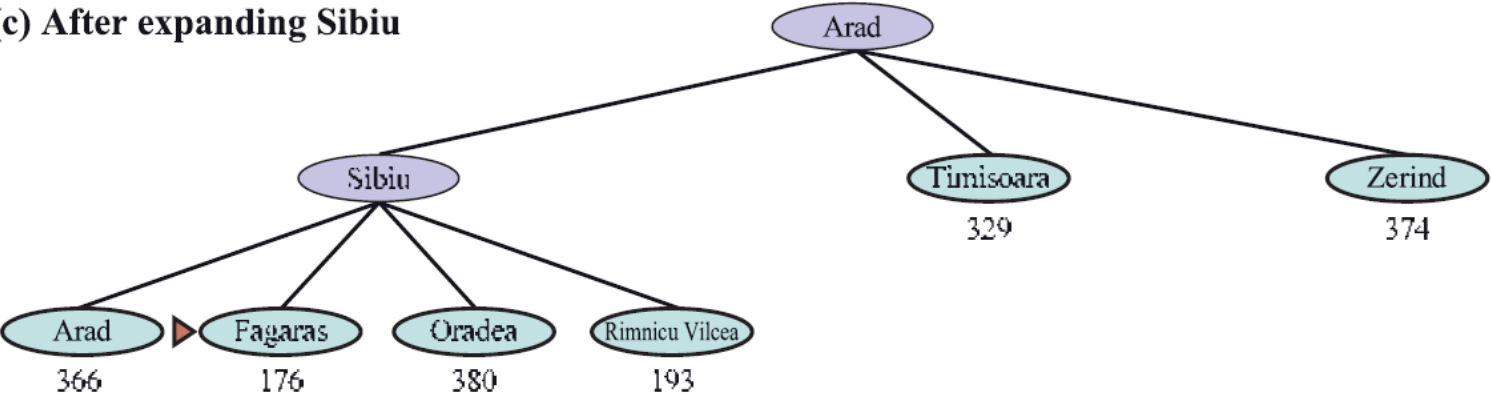 (c) After expanding Sibiu
Arad
Sibiu
Timisoara
Zerind
329
374
Arad
Fagaras
Oradea
Rimnicu Vilcea
366
176
380
193